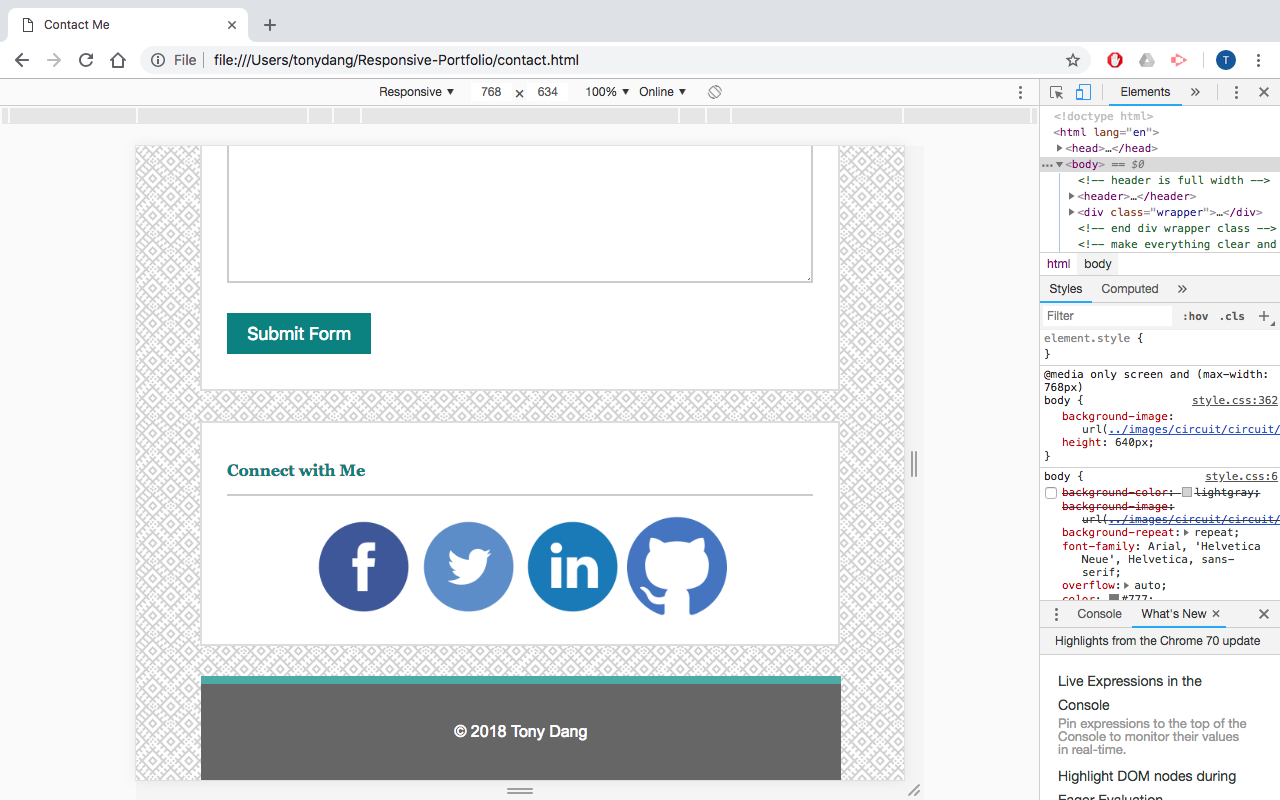 Contact Me
File
file:///Users/tonydang/Responsive-Portfolio/contact.html
T
Responsive
768 × 634
100%
Online
Elements
<!doctype html>
<html lang="en">
<head>…</head>
… <body> == $0
<!-- header is full width -->
<header>…</header>
<div class="wrapper">…</div>
<!-- end div wrapper class -->
<!-- make everything clear and
html body
Styles Computed »
Filter :hov .cls +
element.style {
}
@media only screen and (max-width:
768px)
body { style.css:362
background-image:
url(../images/circuit/circuit/
height: 640px;
}
body { style.css:6
background-color: lightgray;
background-image:
url(../images/circuit/circuit/
background-repeat: repeat;
font-family: Arial, 'Helvetica
Neue', Helvetica, sans-
serif;
overflow: auto;
color: #777;
Console What's New ×
Highlights from the Chrome 70 update
Live Expressions in the
Console
Pin expressions to the top of the
Console to monitor their values
in real-time.
Highlight DOM nodes during
Eager Evaluation
Submit Form
Connect with Me
f
in
© 2018 Tony Dang